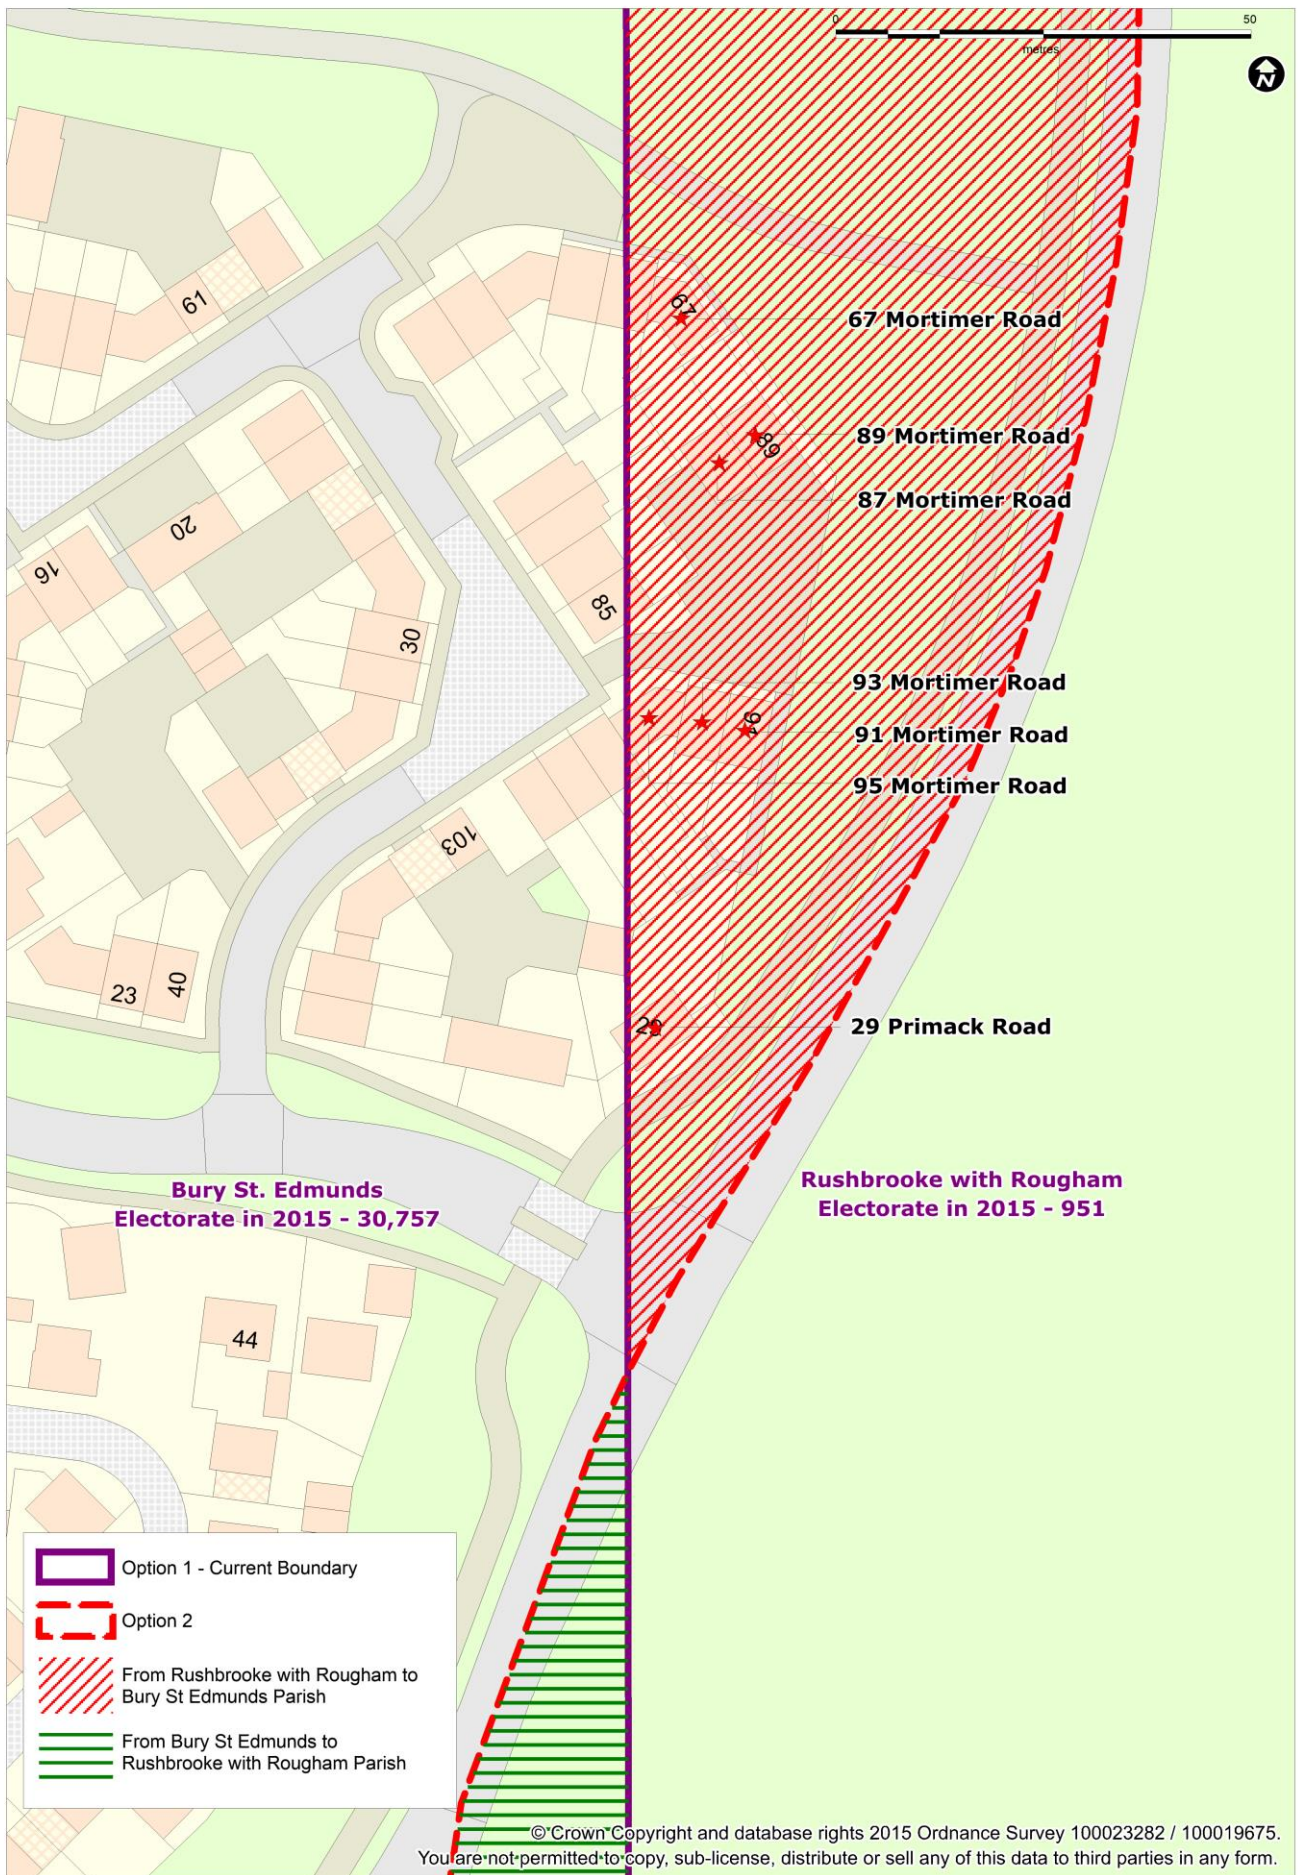 0
50
metres
N
67
67 Mortimer Road
61
89 Mortimer Road
89
87 Mortimer Road
20
16
85
30
93 Mortimer Road
91
91 Mortimer Road
95 Mortimer Road
103
23
40
29
29 Primack Road
Bury St. Edmunds
Electorate in 2015 - 30,757
Rushbrooke with Rougham
Electorate in 2015 - 951
44
Option 1 - Current Boundary
Option 2
From Rushbrooke with Rougham to
Bury St Edmunds Parish
From Bury St Edmunds to
Rushbrooke with Rougham Parish
© Crown Copyright and database rights 2015 Ordnance Survey 100023282 / 100019675.
You are not permitted to copy, sub-license, distribute or sell any of this data to third parties in any form.